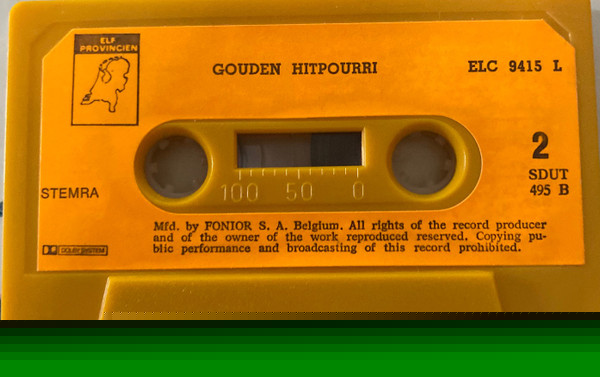 ELF
PROVINCIEN
GOUDEN HITPOURRI
ELC 9415 L
2
SDUT
495 B
STEMRA
100 50 0
Mfd. by FONIOR S. A. Belgium. All rights of the record producer
and of the owner of the work reproduced reserved. Copying pu-
blic performance and broadcasting of this record prohibited.
DOLBY SYSTEM